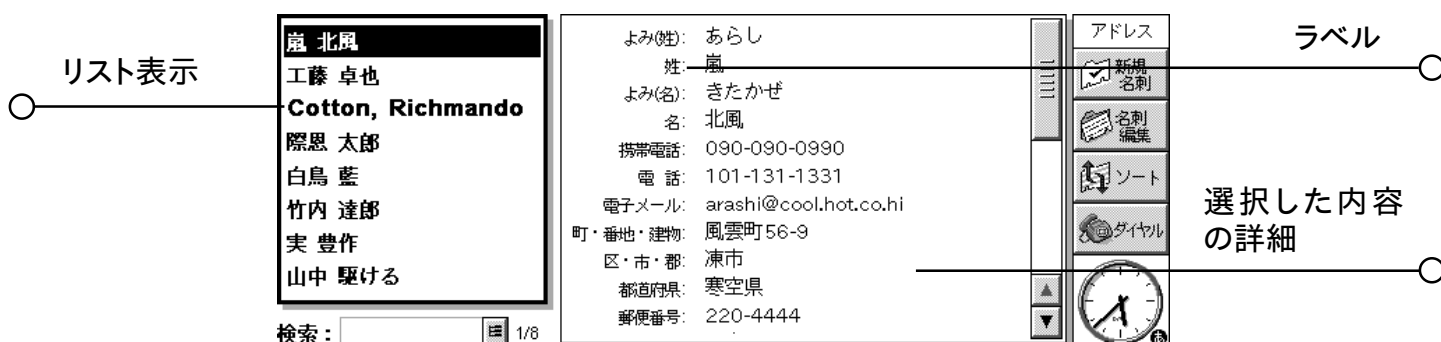 リスト表示
嵐 北風
工藤 卓也
Cotton, Richmando
際恩 太郎
白鳥 藍
竹内 達郎
実 豊作
山中 駆ける
検索：
1/8
よみ(姓): あらし
姓: 嵐
よみ(名): きたかぜ
名: 北風
携帯電話: 090-090-0990
電 話: 101-131-1331
電子メール: arashi@cool.hot.co.hi
町・番地・建物: 風雲町56-9
区・市・郡: 凍市
都道府県: 寒空県
郵便番号: 220-4444
アドレス
新規
名刺
名刺
編集
ソート
ダイヤル
あ
ラベル
選択した内容
の詳細